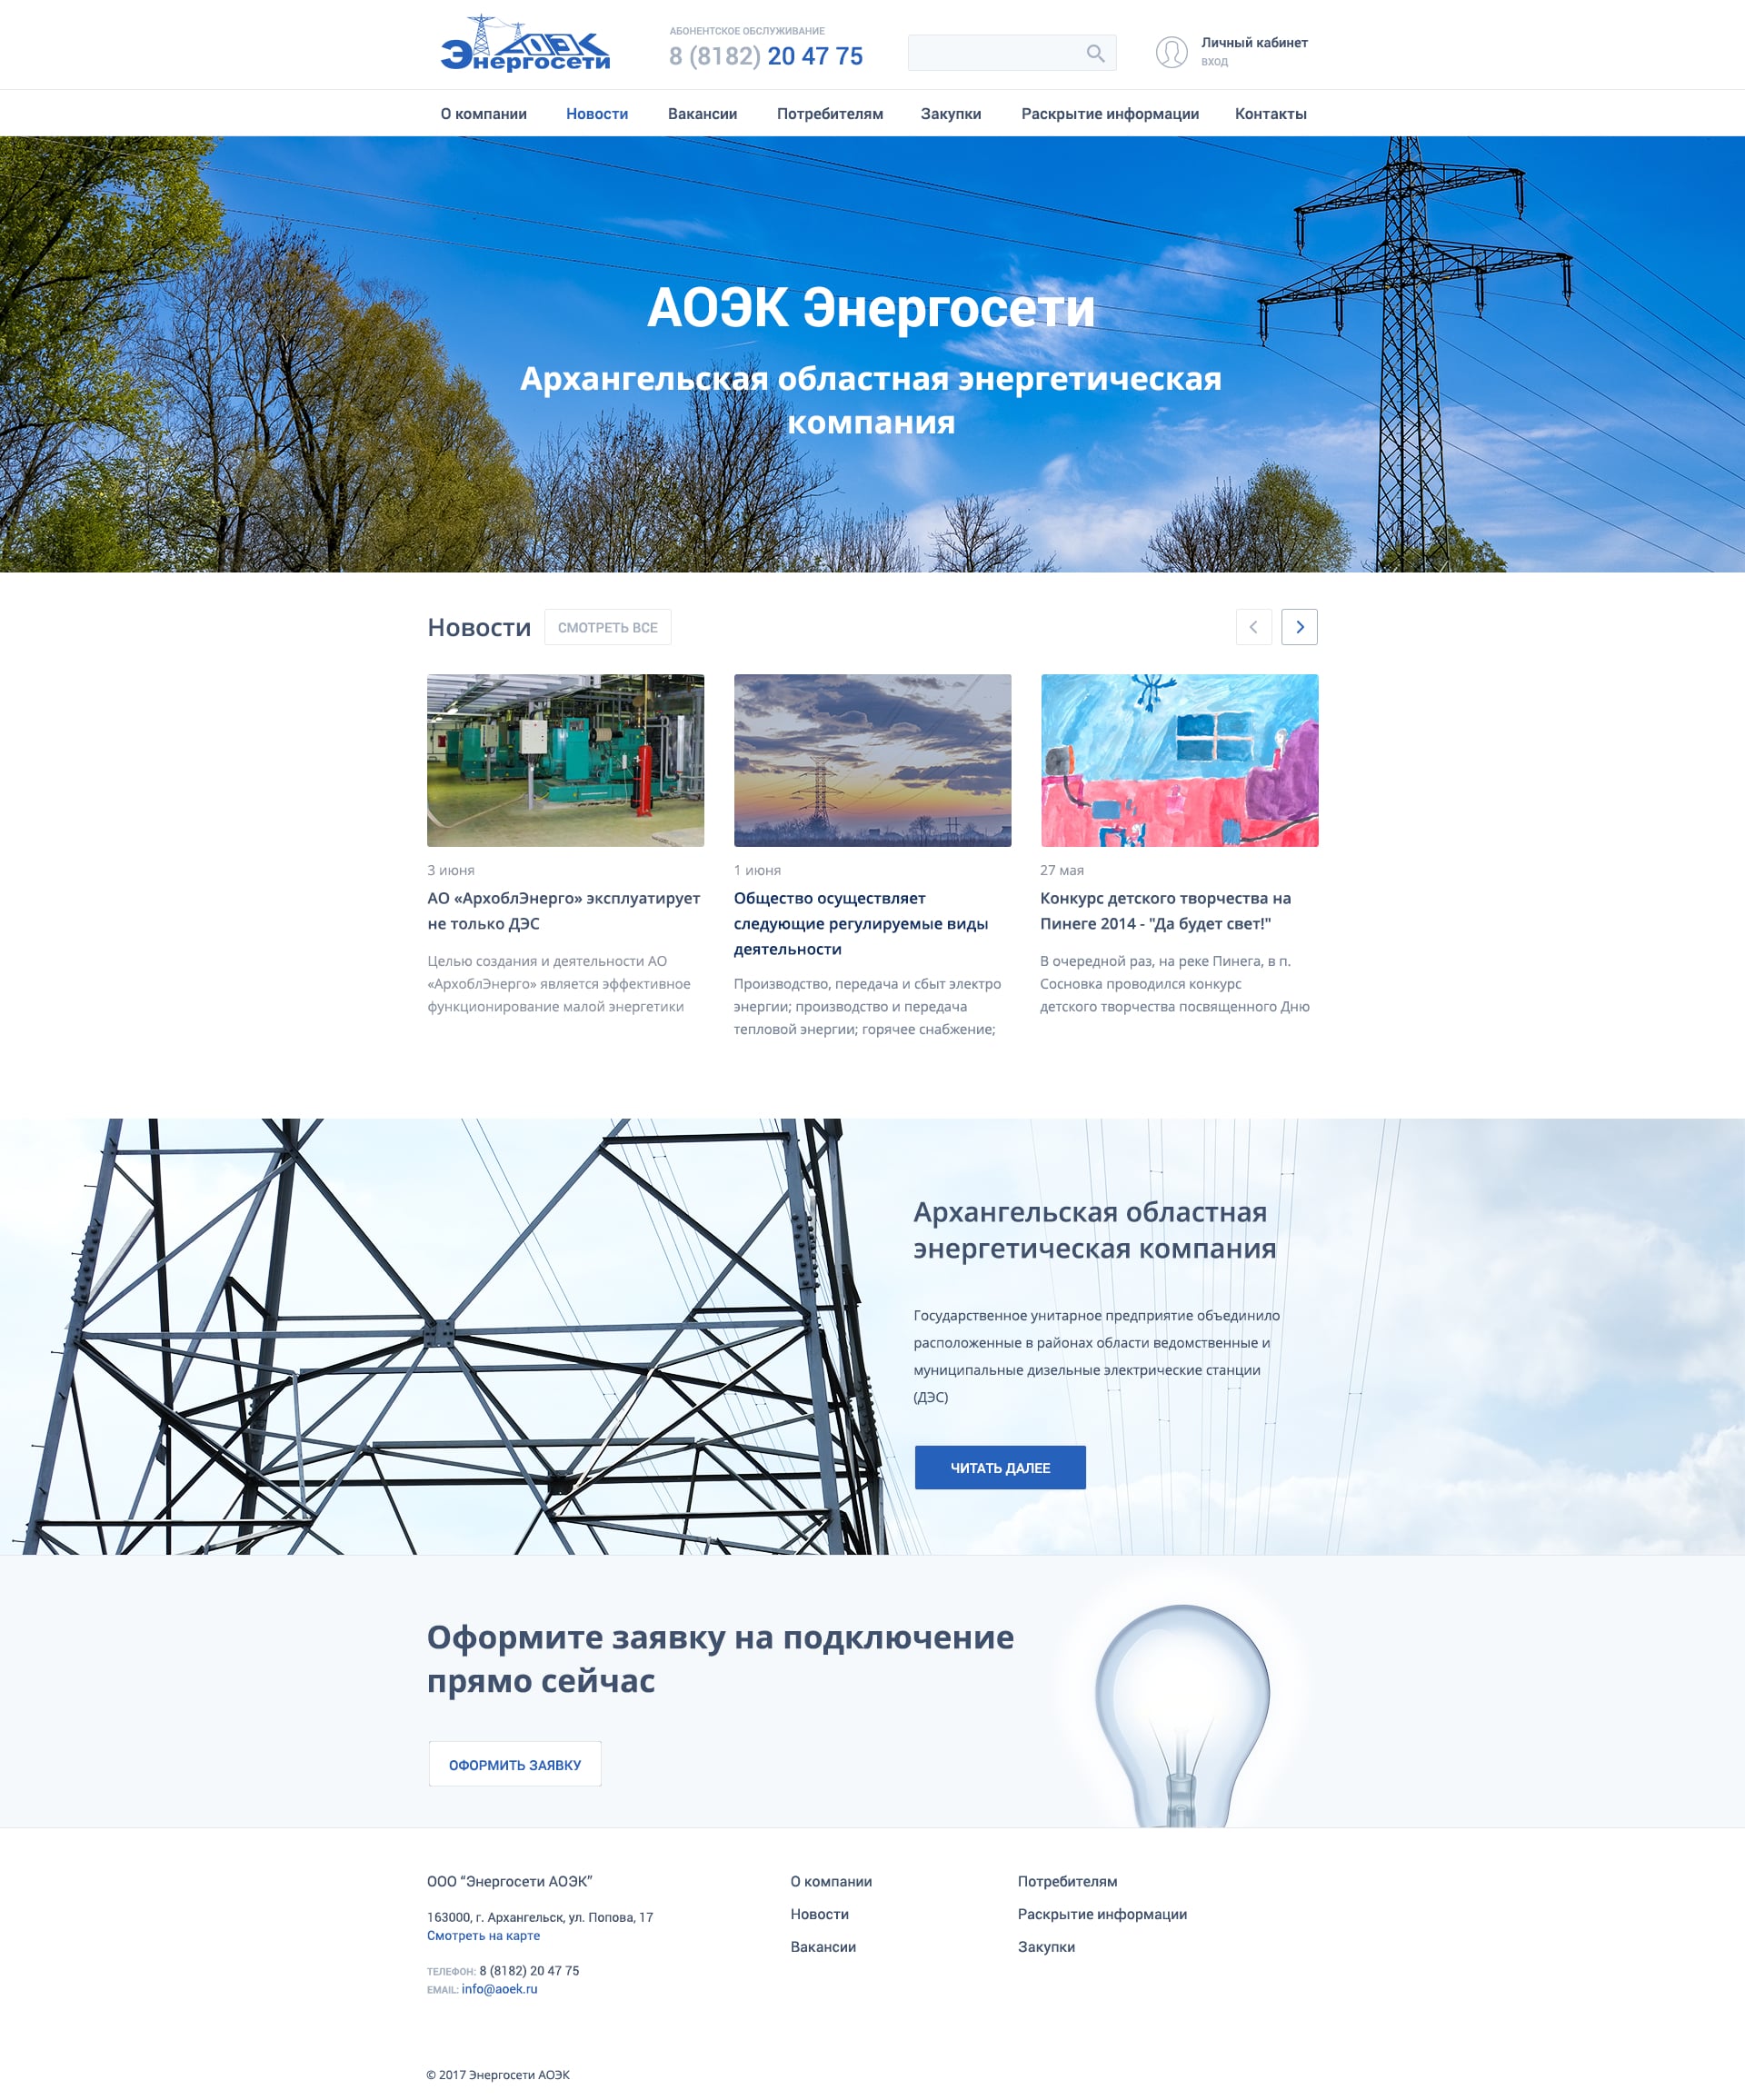 АОЭК
Энергосети
АБОНЕНТСКОЕ ОБСЛУЖИВАНИЕ
8 (8182) 20 47 75
Личный кабинет
ВХОД
О компании
Новости
Вакансии
Потребителям
Закупки
Раскрытие информации
Контакты
АОЭК Энергосети
Архангельская областная энергетическая
компания
Новости
СМОТРЕТЬ ВСЕ
3 июня
АО «АрхоблЭнерго» эксплуатирует
не только ДЭС
Целью создания и деятельности АО
«АрхоблЭнерго» является эффективное
функционирование малой энергетики
1 июня
Общество осуществляет
следующие регулируемые виды
деятельности
Производство, передача и сбыт электро
энергии; производство и передача
тепловой энергии; горячее снабжение;
27 мая
Конкурс детского творчества на
Пинеге 2014 - "Да будет свет!"
В очередной раз, на реке Пинега, в п.
Сосновка проводился конкурс
детского творчества посвященного Дню
Архангельская областная
энергетическая компания
Государственное унитарное предприятие объединило
расположенные в районах области ведомственные и
муниципальные дизельные электрические станции
(ДЭС)
ЧИТАТЬ ДАЛЕЕ
Оформите заявку на подключение
прямо сейчас
ОФОРМИТЬ ЗАЯВКУ
ООО “Энергосети АОЭК”
163000, г. Архангельск, ул. Попова, 17
Смотреть на карте
ТЕЛЕФОН: 8 (8182) 20 47 75
EMAIL: info@aoek.ru
О компании
Новости
Вакансии
Потребителям
Раскрытие информации
Закупки
© 2017 Энергосети АОЭК